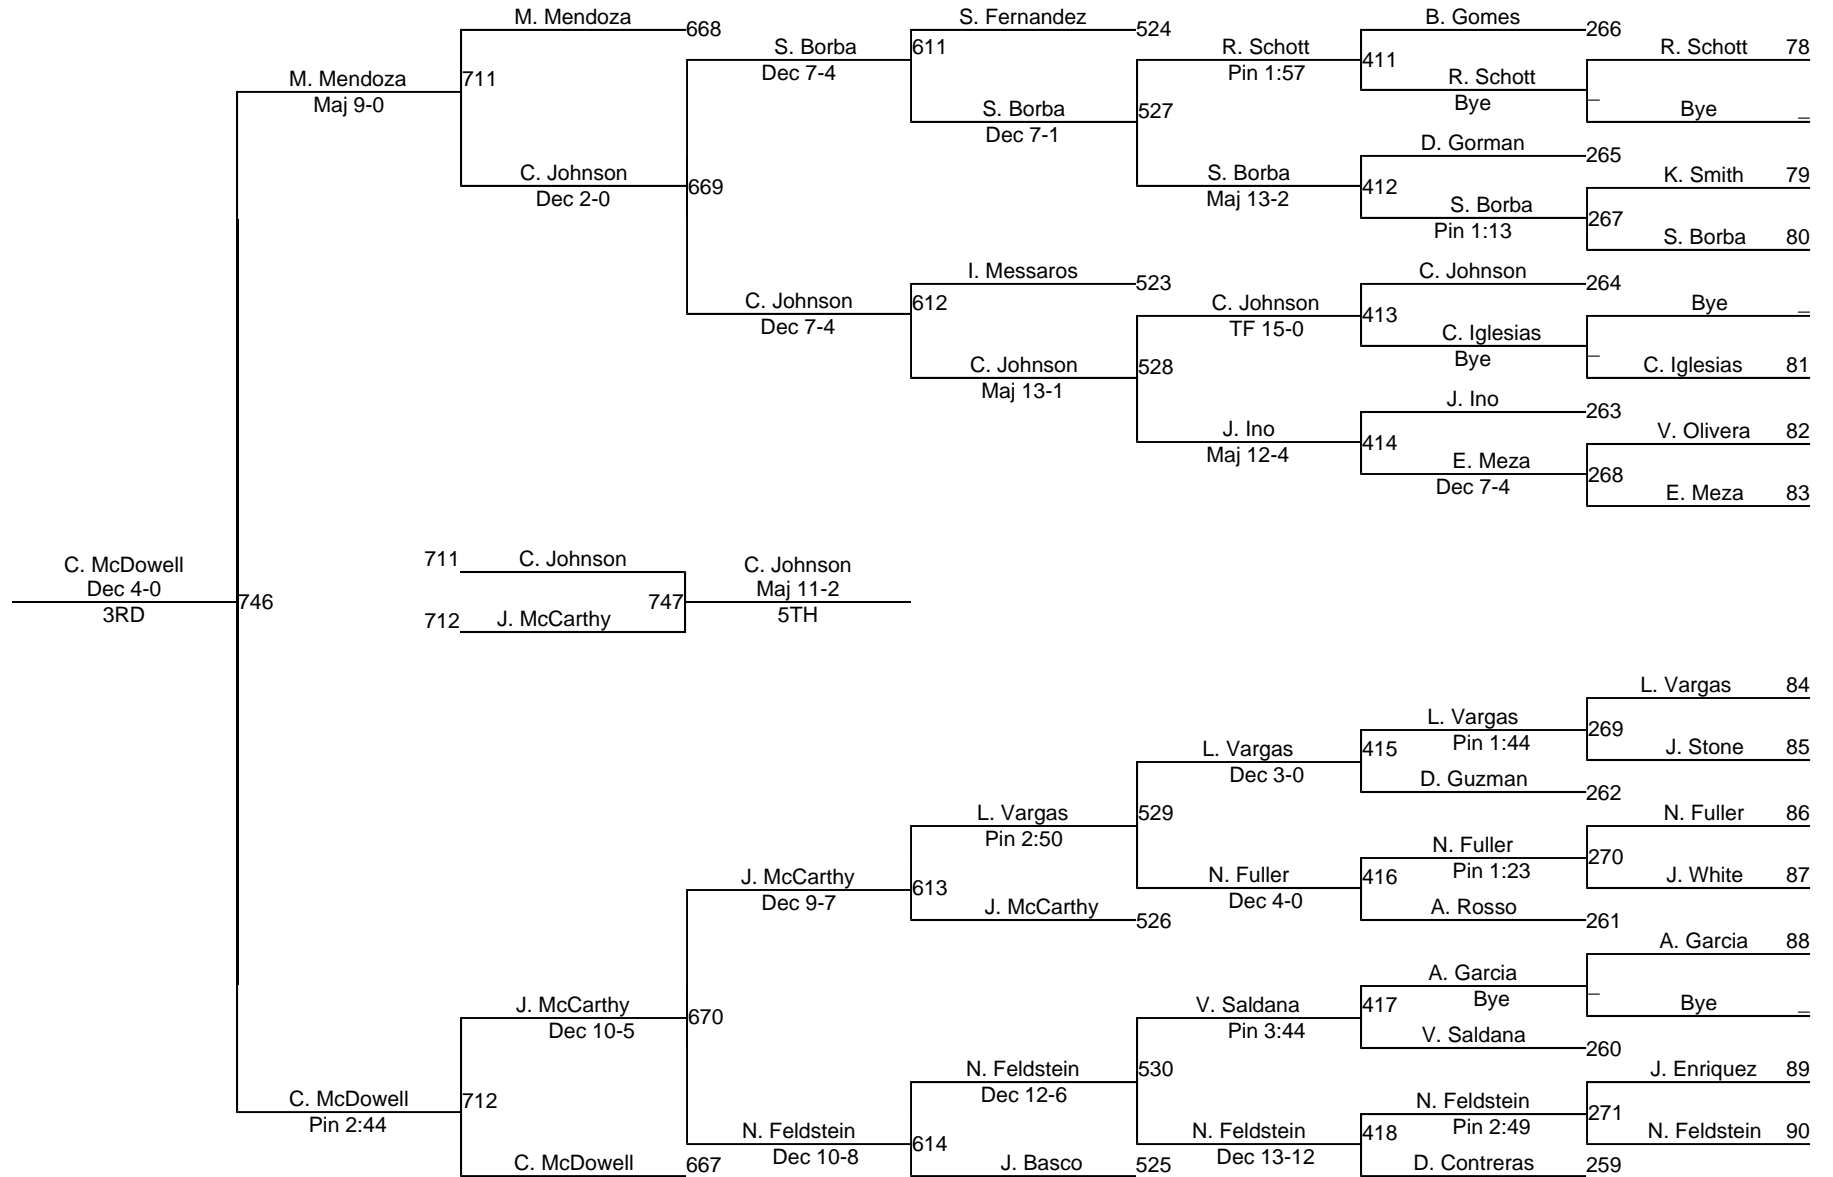 M. Mendoza 668
S. Fernandez 524
B. Gomes 266
S. Borba 611
Dec 7-4
R. Schott 411
Pin 1:57
R. Schott 78
M. Mendoza 711
Maj 9-0
R. Schott _
Bye
Bye _
S. Borba 527
Dec 7-1
D. Gorman 265
C. Johnson 669
Dec 2-0
S. Borba 412
Maj 13-2
K. Smith 79
S. Borba 267
Pin 1:13
S. Borba 80
I. Messaros 523
C. Johnson 264
C. Johnson 612
Dec 7-4
C. Johnson 413
TF 15-0
Bye _
C. Iglesias _
Bye
C. Johnson 528
Maj 13-1
C. Iglesias 81
J. Ino 263
J. Ino 414
Maj 12-4
V. Olivera 82
E. Meza 268
Dec 7-4
E. Meza 83
C. McDowell
Dec 4-0
746
3RD
711 C. Johnson
712 J. McCarthy
747
C. Johnson
Maj 11-2
5TH
L. Vargas 84
L. Vargas 269
Pin 1:44
L. Vargas 415
Dec 3-0
J. Stone 85
D. Guzman 262
L. Vargas 529
Pin 2:50
N. Fuller 86
N. Fuller 270
Pin 1:23
J. McCarthy 613
Dec 9-7
N. Fuller 416
Dec 4-0
J. White 87
J. McCarthy 526
A. Rosso 261
A. Garcia 88
A. Garcia _
Bye
J. McCarthy 670
Dec 10-5
V. Saldana 417
Pin 3:44
Bye _
V. Saldana 260
N. Feldstein 530
Dec 12-6
J. Enriquez 89
C. McDowell 712
Pin 2:44
N. Feldstein 271
Pin 2:49
N. Feldstein 614
Dec 10-8
N. Feldstein 418
Dec 13-12
N. Feldstein 90
C. McDowell 667
J. Basco 525
D. Contreras 259